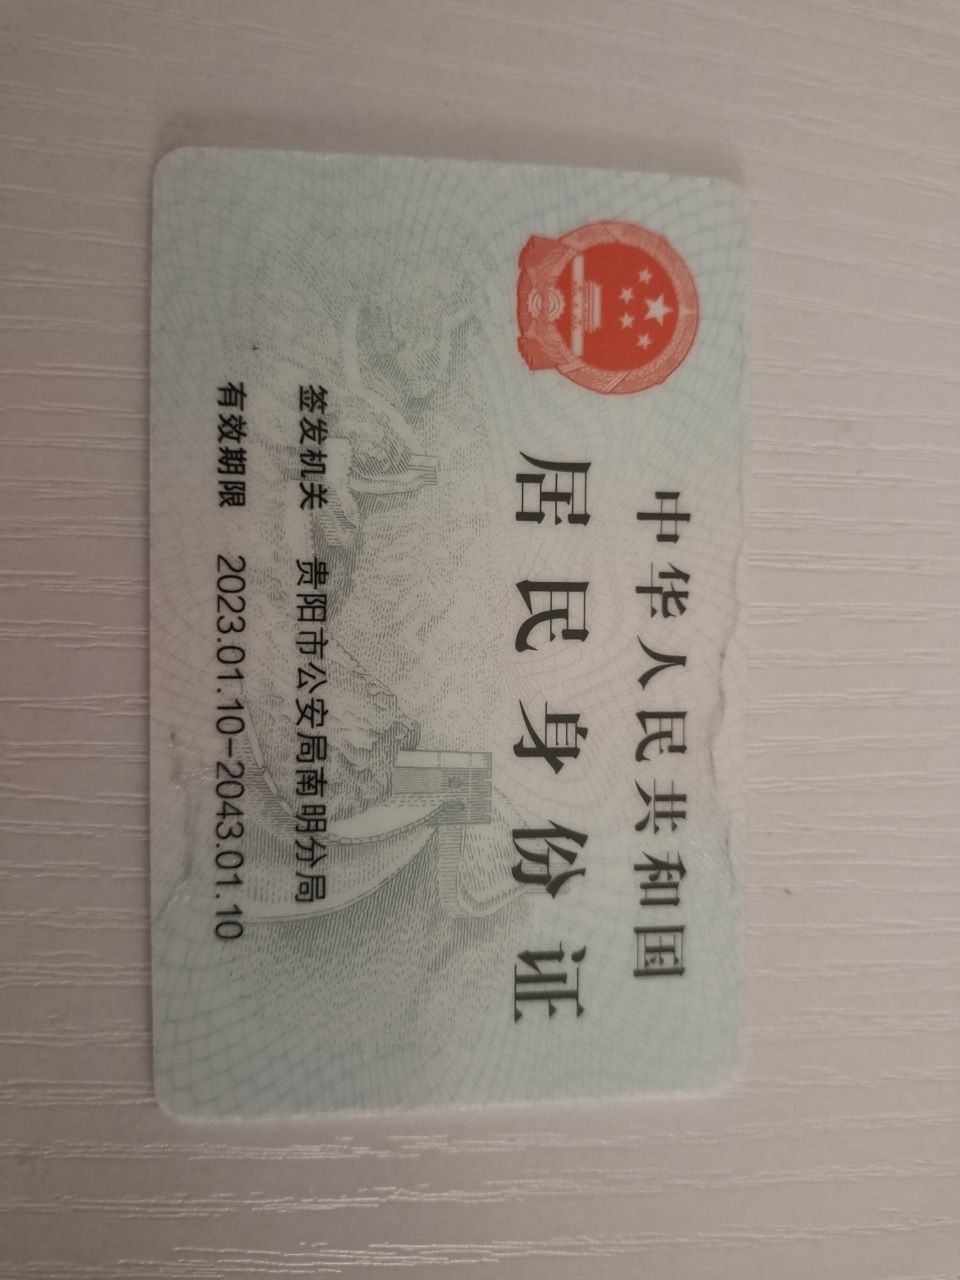 中华人民共和国
居民身份证
签发机关 贵阳市公安局南明分局
有效期限 2023.01.10-2043.01.10